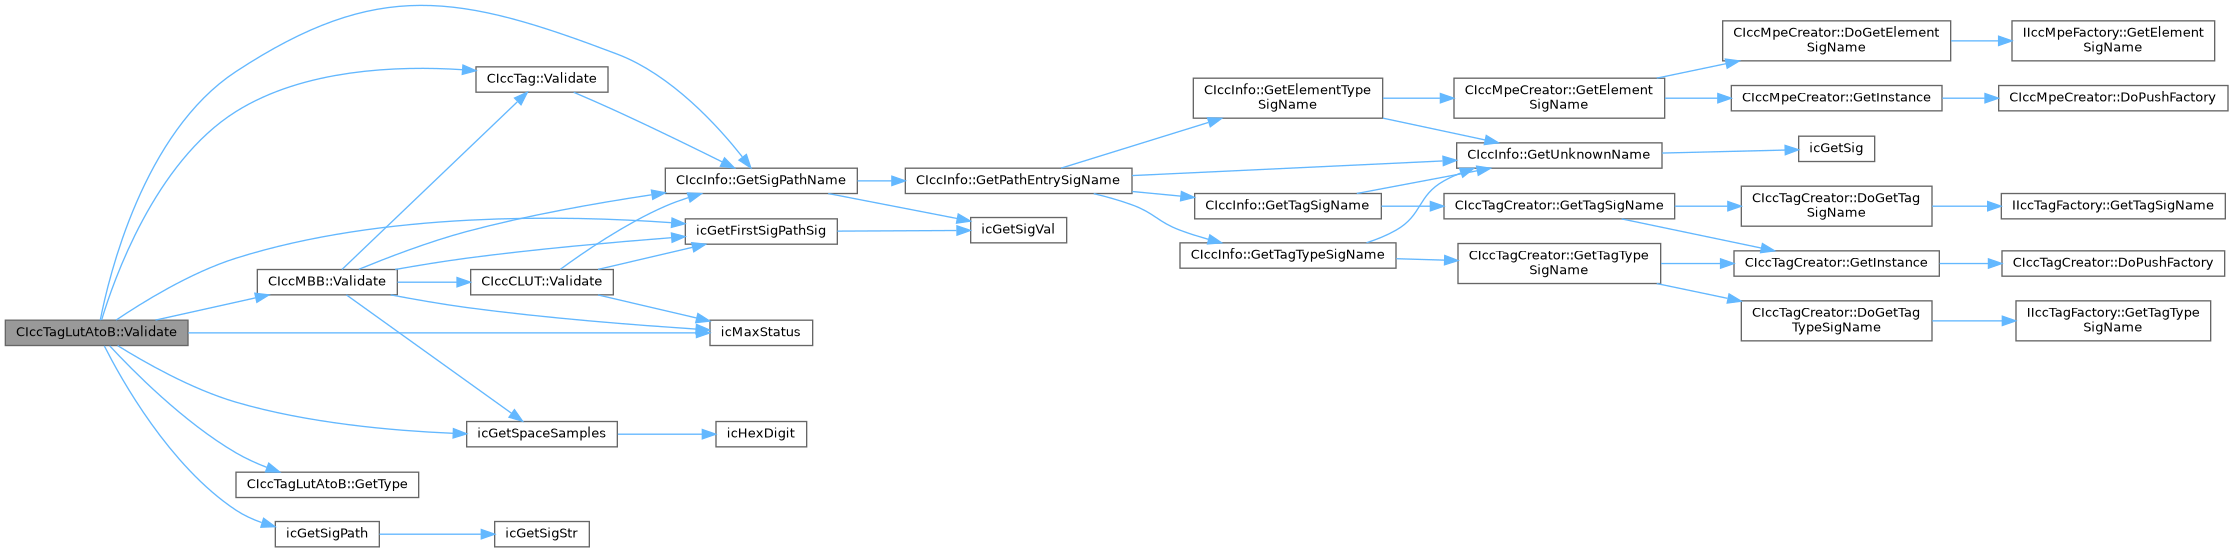 CIccTagLutAtoB::Validate
CIccTag::Validate
CIccMBB::Validate
CIccCLUT::Validate
icGetSpaceSamples
CIccTagLutAtoB::GetType
icGetSigPath
icGetSigStr
CIccInfo::GetSigPathName
icGetFirstSigPathSig
icMaxStatus
icHexDigit
CIccInfo::GetPathEntrySigName
icGetSigVal
CIccInfo::GetElementType
SigName
CIccInfo::GetTagSigName
CIccInfo::GetTagTypeSigName
CIccMpeCreator::GetElement
SigName
CIccInfo::GetUnknownName
CIccTagCreator::GetTagSigName
CIccTagCreator::GetTagType
SigName
CIccMpeCreator::DoGetElement
SigName
CIccMpeCreator::GetInstance
icGetSig
CIccTagCreator::DoGetTag
SigName
CIccTagCreator::GetInstance
CIccTagCreator::DoGetTag
TypeSigName
IIccMpeFactory::GetElement
SigName
CIccMpeCreator::DoPushFactory
IIccTagFactory::GetTagSigName
CIccTagCreator::DoPushFactory
IIccTagFactory::GetTagType
SigName